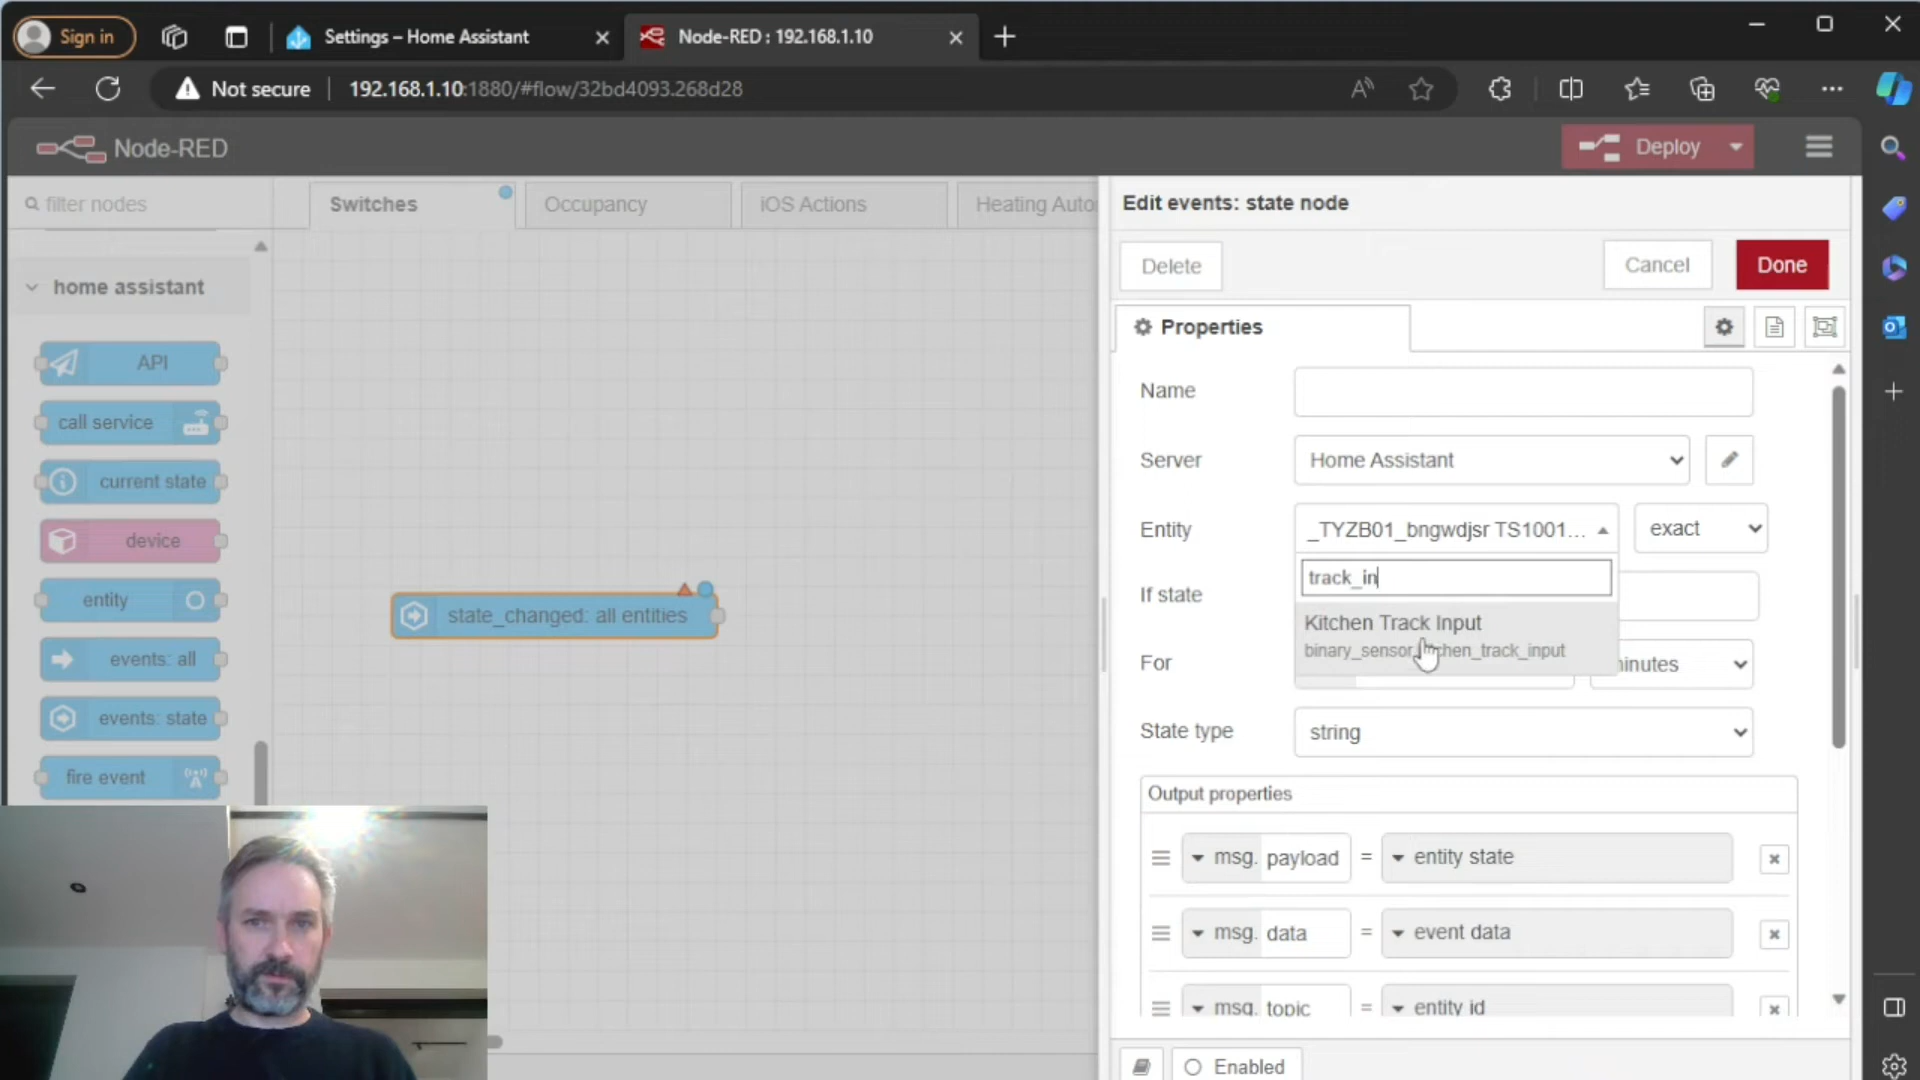 Sign in
Settings – Home Assistant
Node-RED : 192.168.1.10
Not secure
192.168.1.10:1880/#flow/32bd4093.268d28
Node-RED
Deploy
filter nodes
Switches
Occupancy
iOS Actions
Heating Auto
Edit events: state node
Delete
Cancel
Done
home assistant
Properties
API
call service
current state
device
entity
events: all
events: state
fire event
state_changed: all entities
Name
Server
Home Assistant
Entity
_TYZB01_bngwdjsr TS1001...
exact
track_in
If state
Kitchen Track Input
For
minutes
State type
string
Output properties
msg. payload = entity state
msg. data = event data
msg. topic = entity id
Enabled